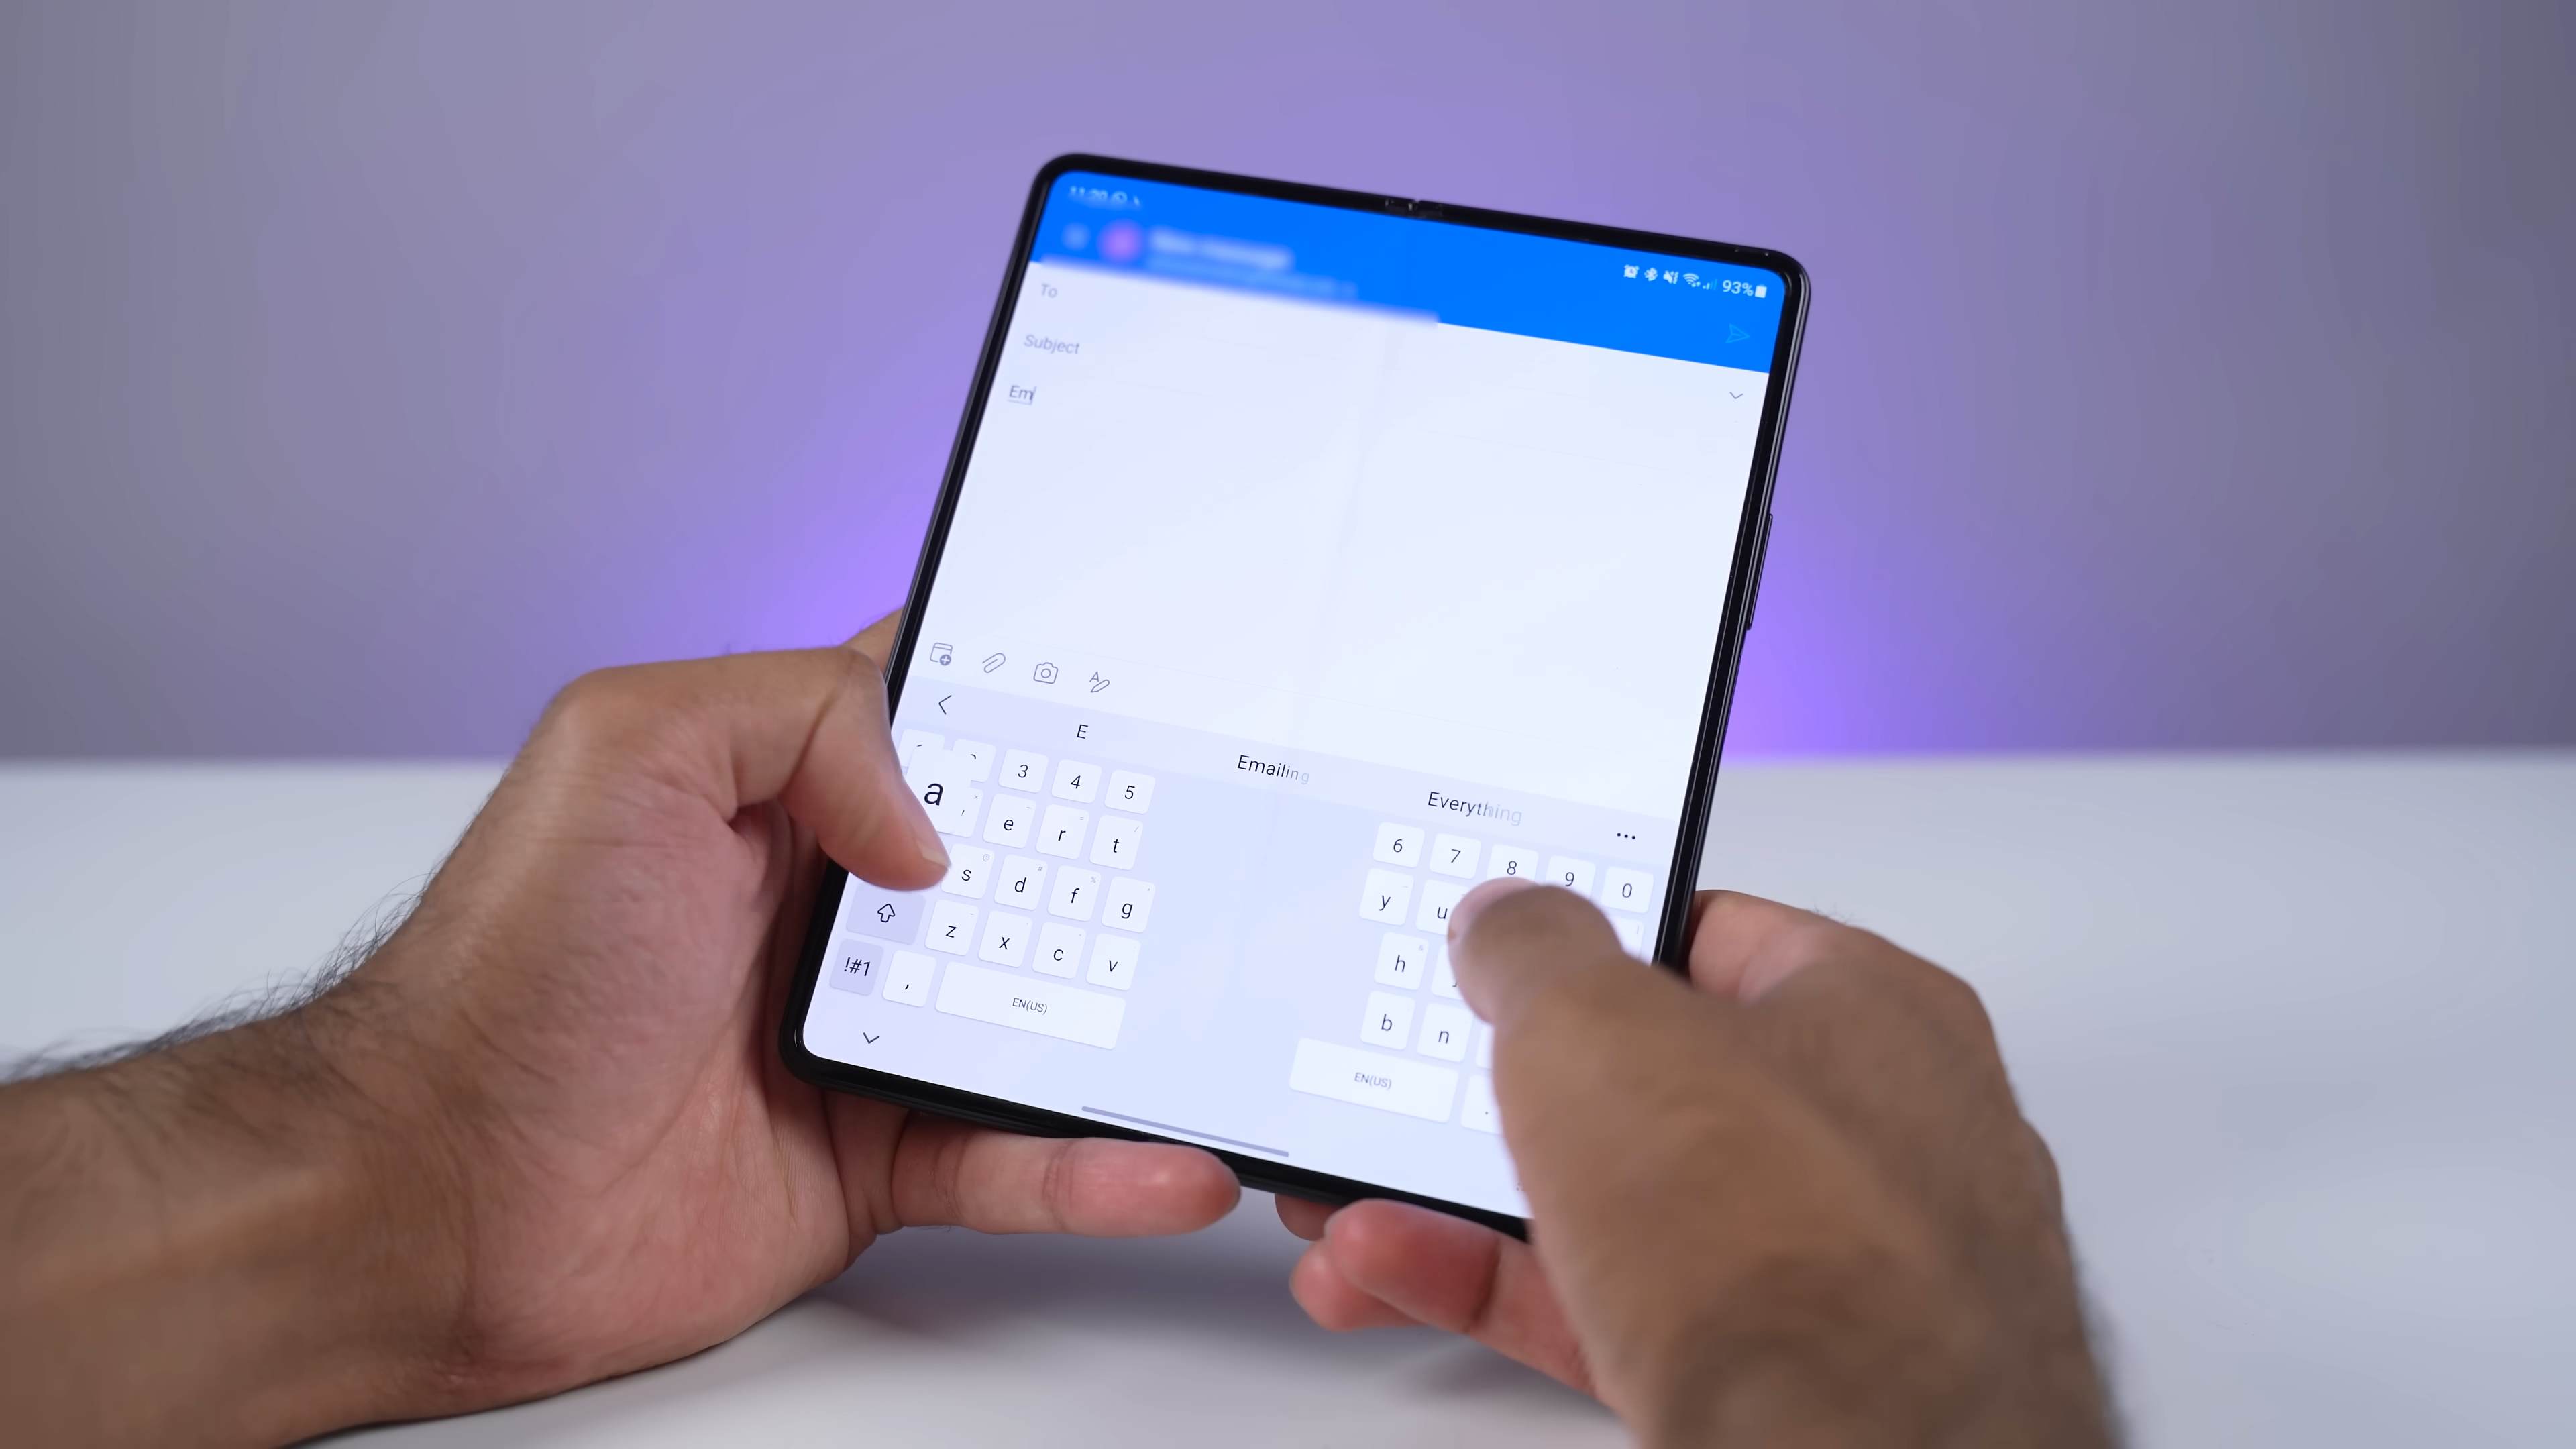 93%
To
Subject
Em
E
Emailing
Everything
3 4 5
6 7 8 9 0
a
e r t
y u
s d f g
h
z x c v
b n
!#1 , EN(US)
EN(US) .